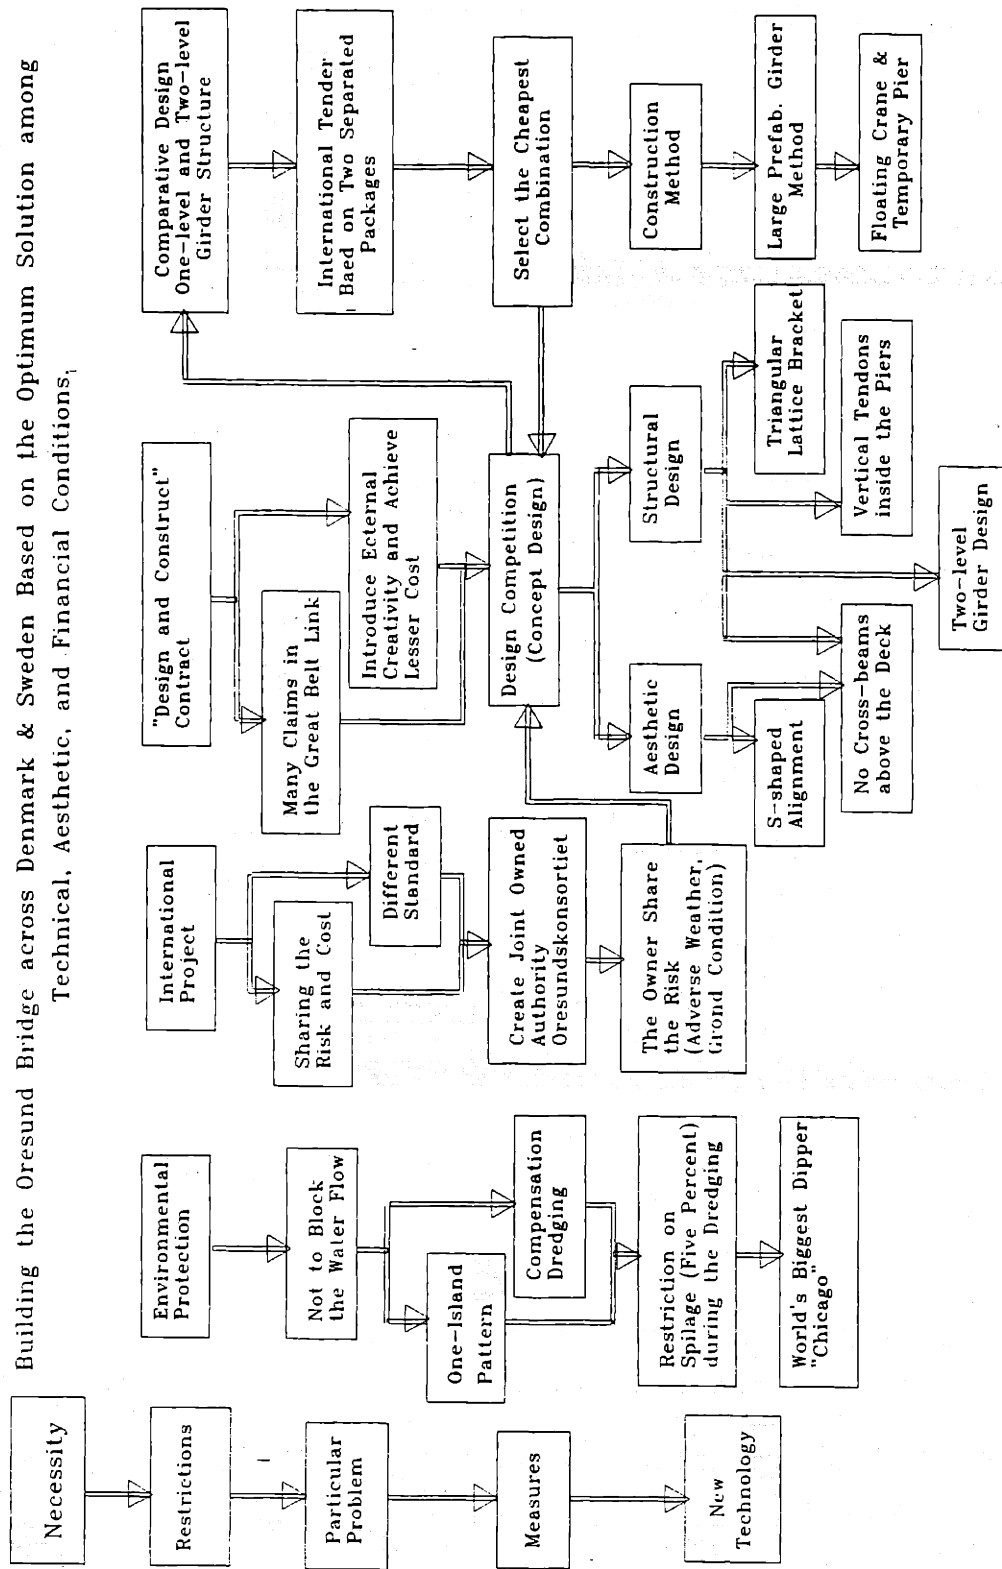 Building the Oresund Bridge across Denmark & Sweden Based on the Optimum Solution among
Technical, Aesthetic, and Financial Conditions,
Necessity
Restrictions
Particular
Problem
Measures
New
Technology
Environmental
Protection
Not to Block
the Water Flow
One-Island
Pattern
Compensation
Dredging
Restriction on
Spilage (Five Percent)
during the Dredging
World's Biggest Dipper
"Chicago"
International
Project
Sharing the
Risk and Cost
Different
Standard
Create Joint Owned
Authority
Oresundskonsortiet
The Owner Share
the Risk
(Adverse Weather,
Grond Condition)
"Design and Construct"
Contract
Many Claims in
the Great Belt Link
Introduce Ecternal
Creativity and Achieve
Lesser Cost
Design Competition
(Concept Design)
Aesthetic
Design
Structural
Design
S-shaped
Alignment
No Cross-beams
above the Deck
Triangular
Lattice Bracket
Vertical Tendons
inside the Piers
Two-level
Girder Design
Comparative Design
One-level and Two-level
Girder Structure
International Tender
Baed on Two Separated
Packages
Select the Cheapest
Combination
Construction
Method
Large Prefab. Girder
Method
Floating Crane &
Temporary Pier